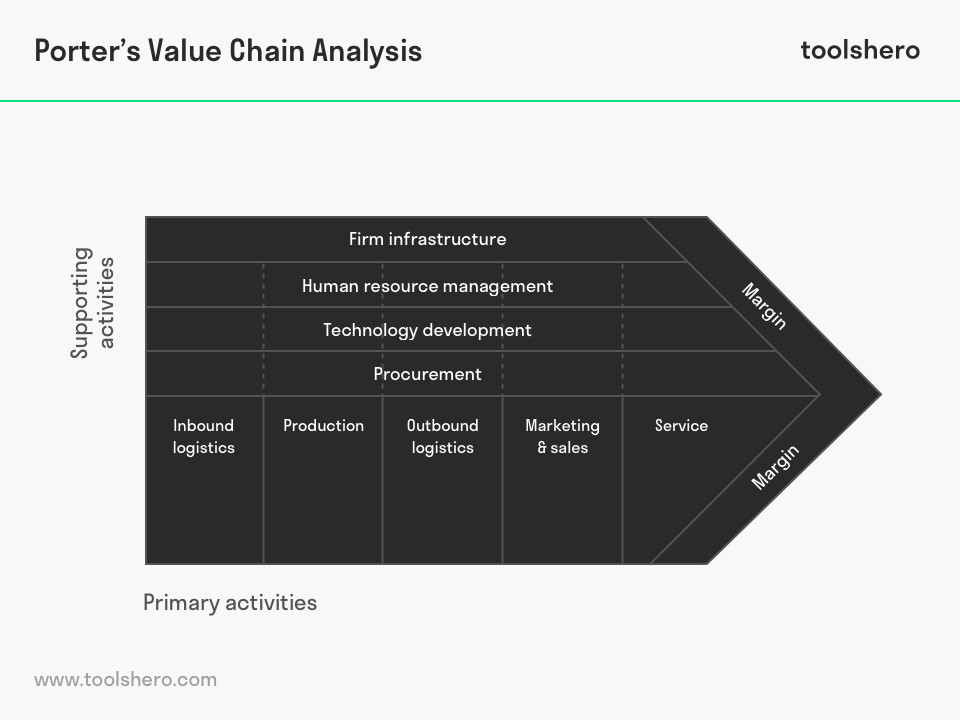 Porter’s Value Chain Analysis
toolshero
Supporting
activities
Firm infrastructure
Human resource management
Technology development
Procurement
Margin
Inbound
logistics
Production
Outbound
logistics
Marketing
& sales
Service
Margin
Primary activities
www.toolshero.com